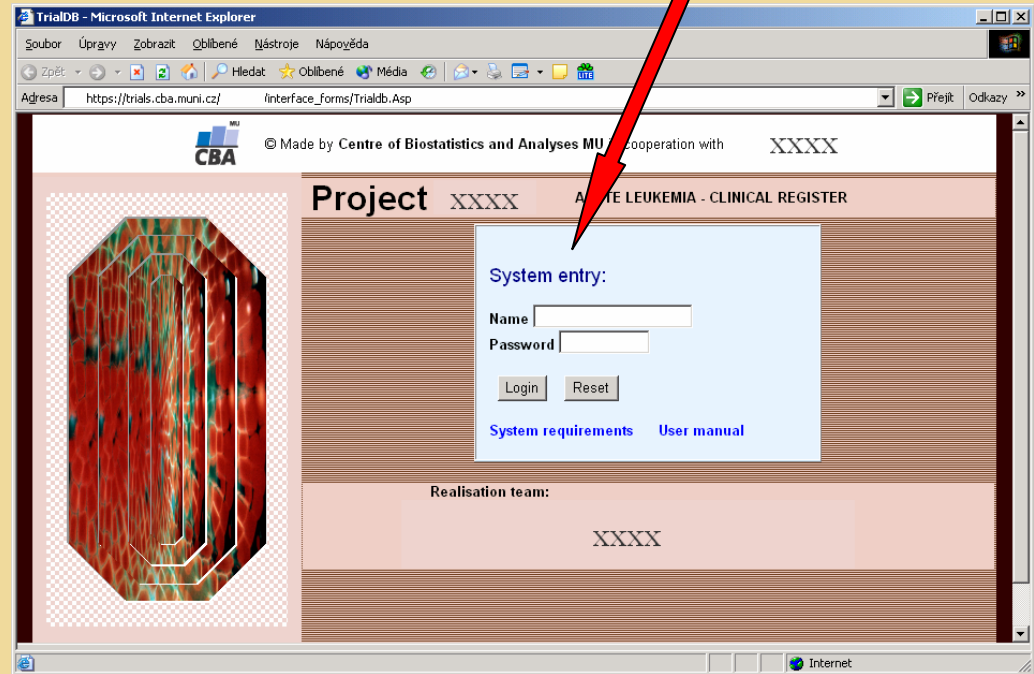 TrialDB - Microsoft Internet Explorer
Soubor Úpravy Zobrazit Oblíbené Nástroje Nápověda
Zpět Hledat Oblíbené Média
Adresa https://trials.cba.muni.cz/ /interface_forms/Trialdb.Asp Přejít Odkazy »
MU
CBA
© Made by Centre of Biostatistics and Analyses MU cooperation with XXXX
Project XXXX LEUKEMIA - CLINICAL REGISTER
System entry:
Name
Password
Login Reset
System requirements User manual
Realisation team:
XXXX
Internet